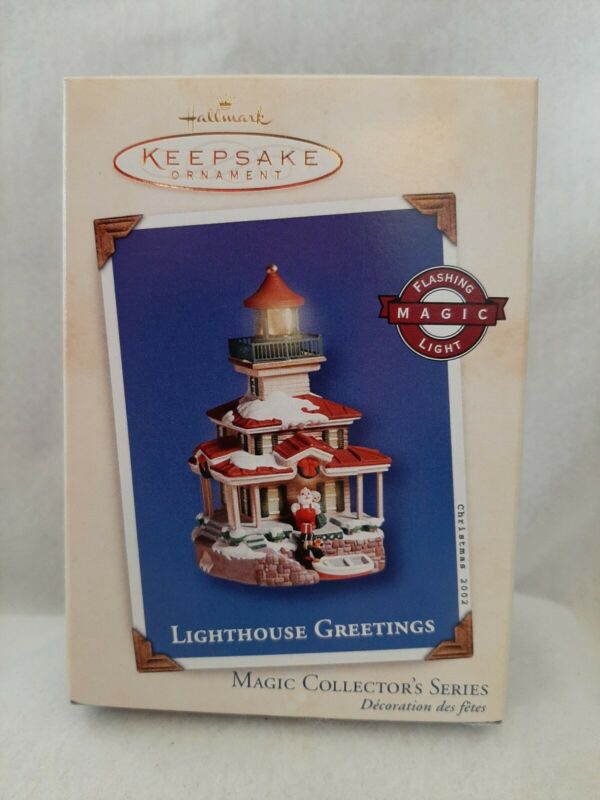 Hallmark
KEEPSAKE
ORNAMENT
FLASHING
MAGIC
LIGHT
Christmas 2002
LIGHTHOUSE GREETINGS
MAGIC COLLECTOR'S SERIES
Décoration des fêtes